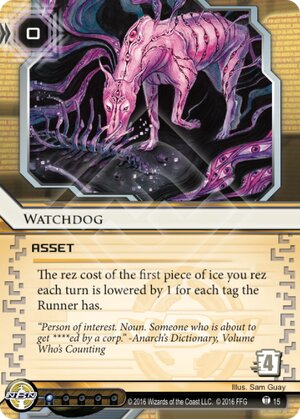 0
WATCHDOG
ASSET
The rez cost of the first piece of ice you rez
each turn is lowered by 1 for each tag the
Runner has.
"Person of interest. Noun. Someone who is about to
get ****ed by a corp." -Anarch's Dictionary, Volume
Who's Counting
4
Illus. Sam Guay
NBN
© 2016 Wizards of the Coast LLC. © 2016 FFG
15